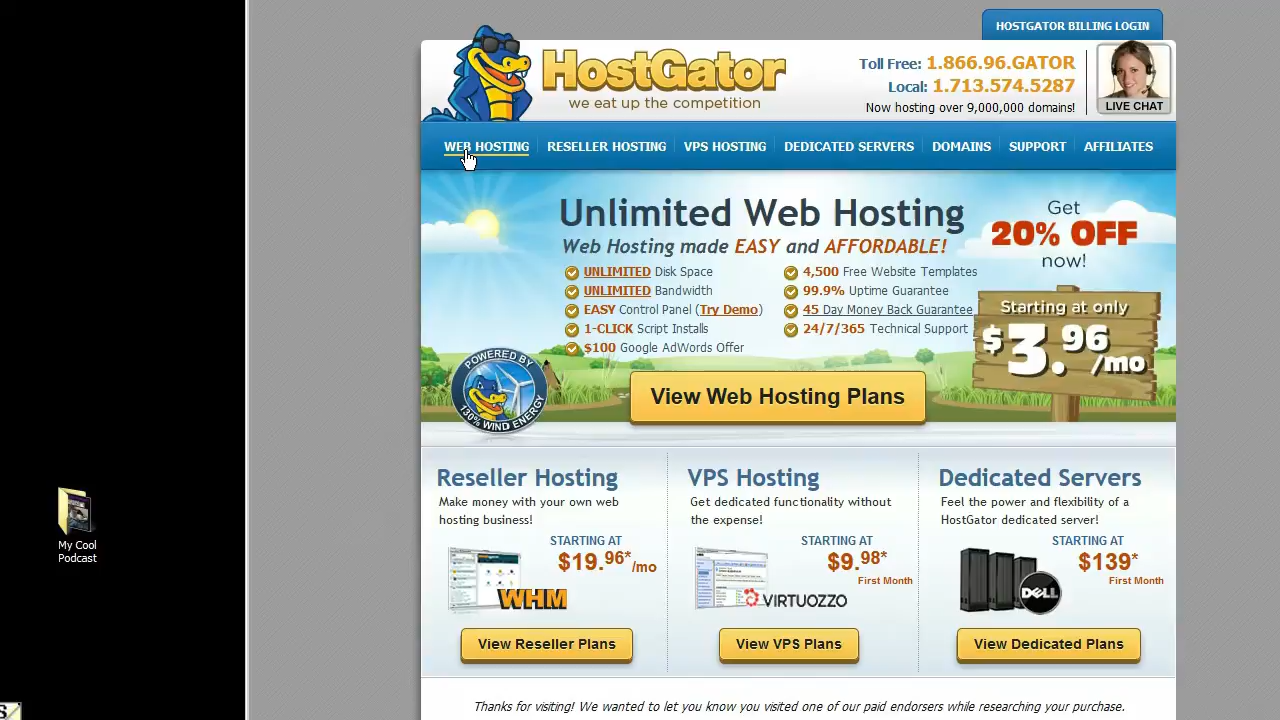 HOSTGATOR BILLING LOGIN
HostGator
we eat up the competition
Toll Free: 1.866.96.GATOR
Local: 1.713.574.5287
Now hosting over 9,000,000 domains!
LIVE CHAT
WEB HOSTING RESELLER HOSTING VPS HOSTING DEDICATED SERVERS DOMAINS SUPPORT AFFILIATES
Unlimited Web Hosting
Web Hosting made EASY and AFFORDABLE!
UNLIMITED Disk Space
UNLIMITED Bandwidth
EASY Control Panel (Try Demo)
1-CLICK Script Installs
$100 Google AdWords Offer
4,500 Free Website Templates
99.9% Uptime Guarantee
45 Day Money Back Guarantee
24/7/365 Technical Support
Get
20% OFF
now!
Starting at only
$3.96/mo
POWERED BY
130% WIND ENERGY
View Web Hosting Plans
Reseller Hosting
Make money with your own web
hosting business!
STARTING AT
$19.96*/mo
WHM
View Reseller Plans
VPS Hosting
Get dedicated functionality without
the expense!
STARTING AT
$9.98*
First Month
VIRTUOZZO
View VPS Plans
Dedicated Servers
Feel the power and flexibility of a
HostGator dedicated server!
STARTING AT
$139*
First Month
DELL
View Dedicated Plans
Thanks for visiting! We wanted to let you know you visited one of our paid endorsers while researching your purchase.
My Cool
Podcast